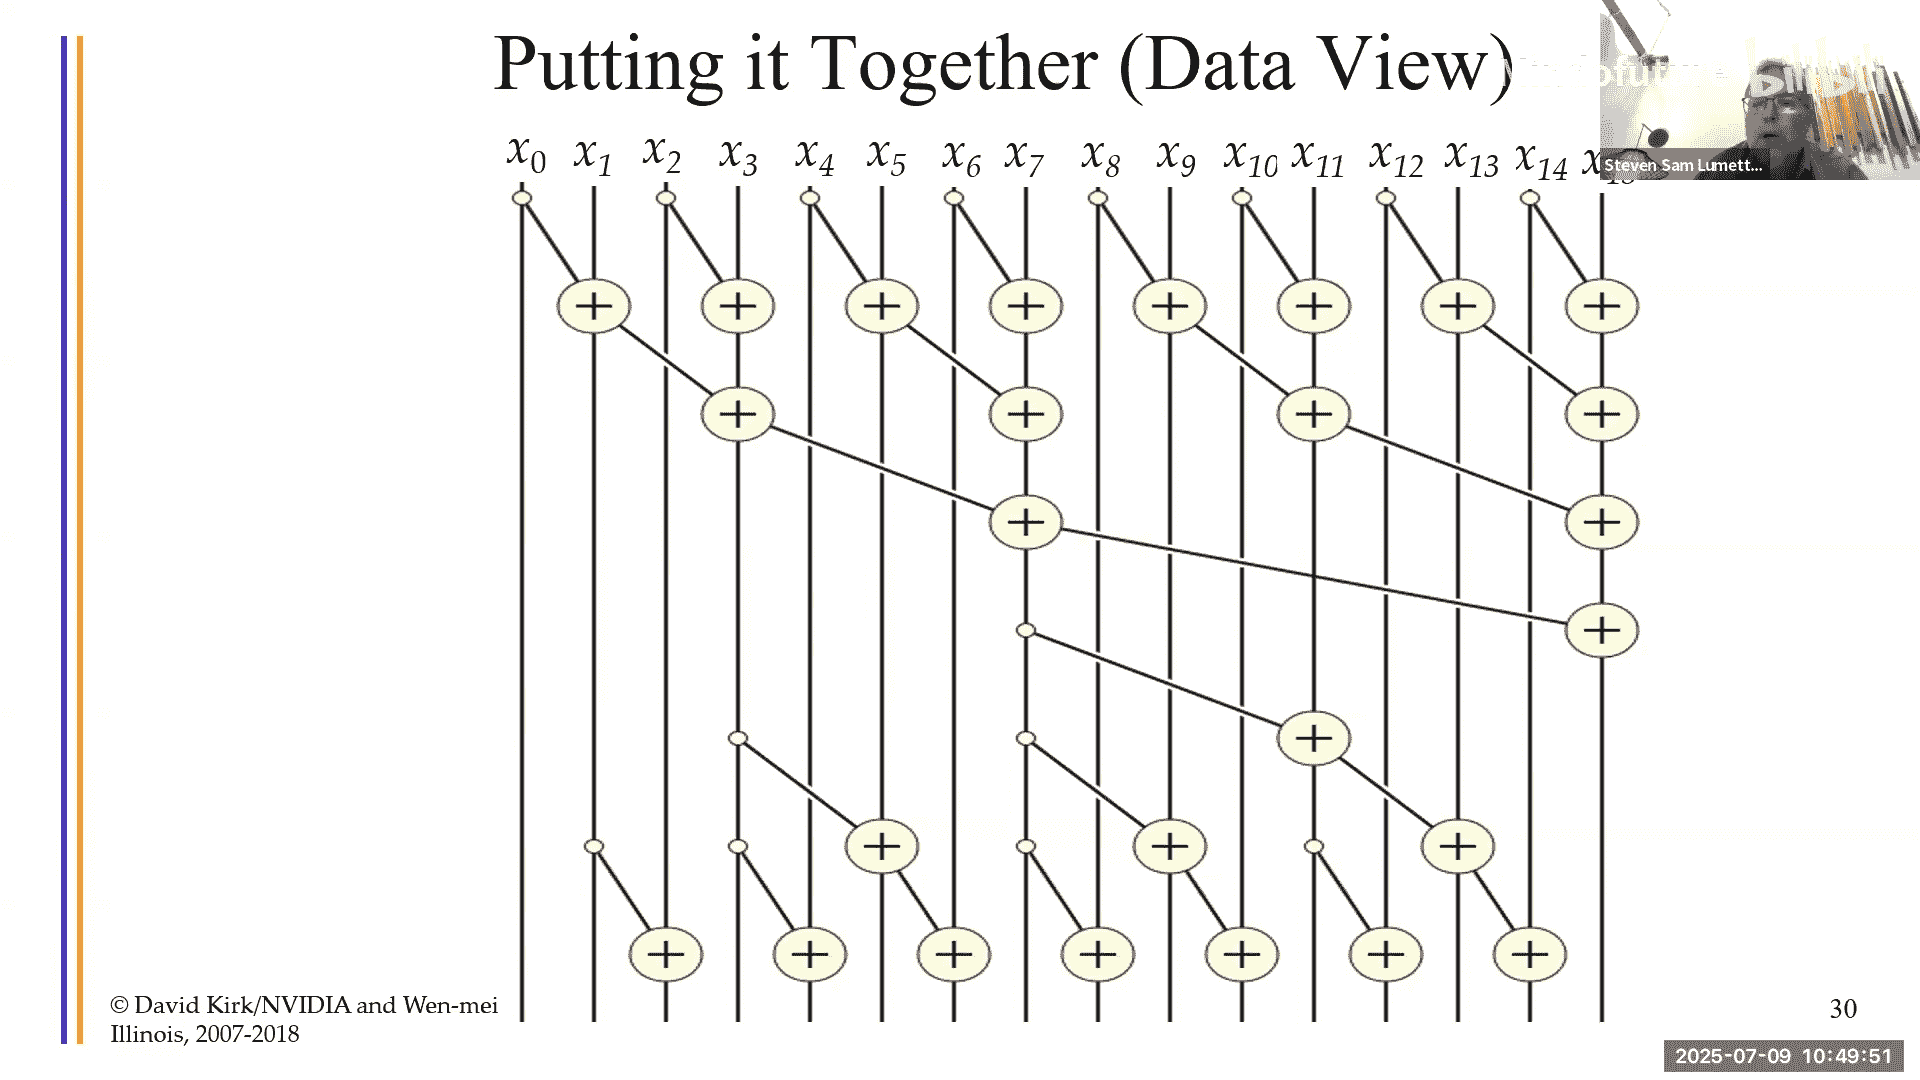 Putting it Together (Data View)
x0 x1 x2 x3 x4 x5 x6 x7 x8 x9 x10 x11 x12 x13 x14 x15
Steven Sam Lumett...
+ + + + + + + +
+ + + +
+ +
+
+
+ + +
+ + + + + + +
© David Kirk/NVIDIA and Wen-mei
Illinois, 2007-2018
30
2025-07-09 10:49:51